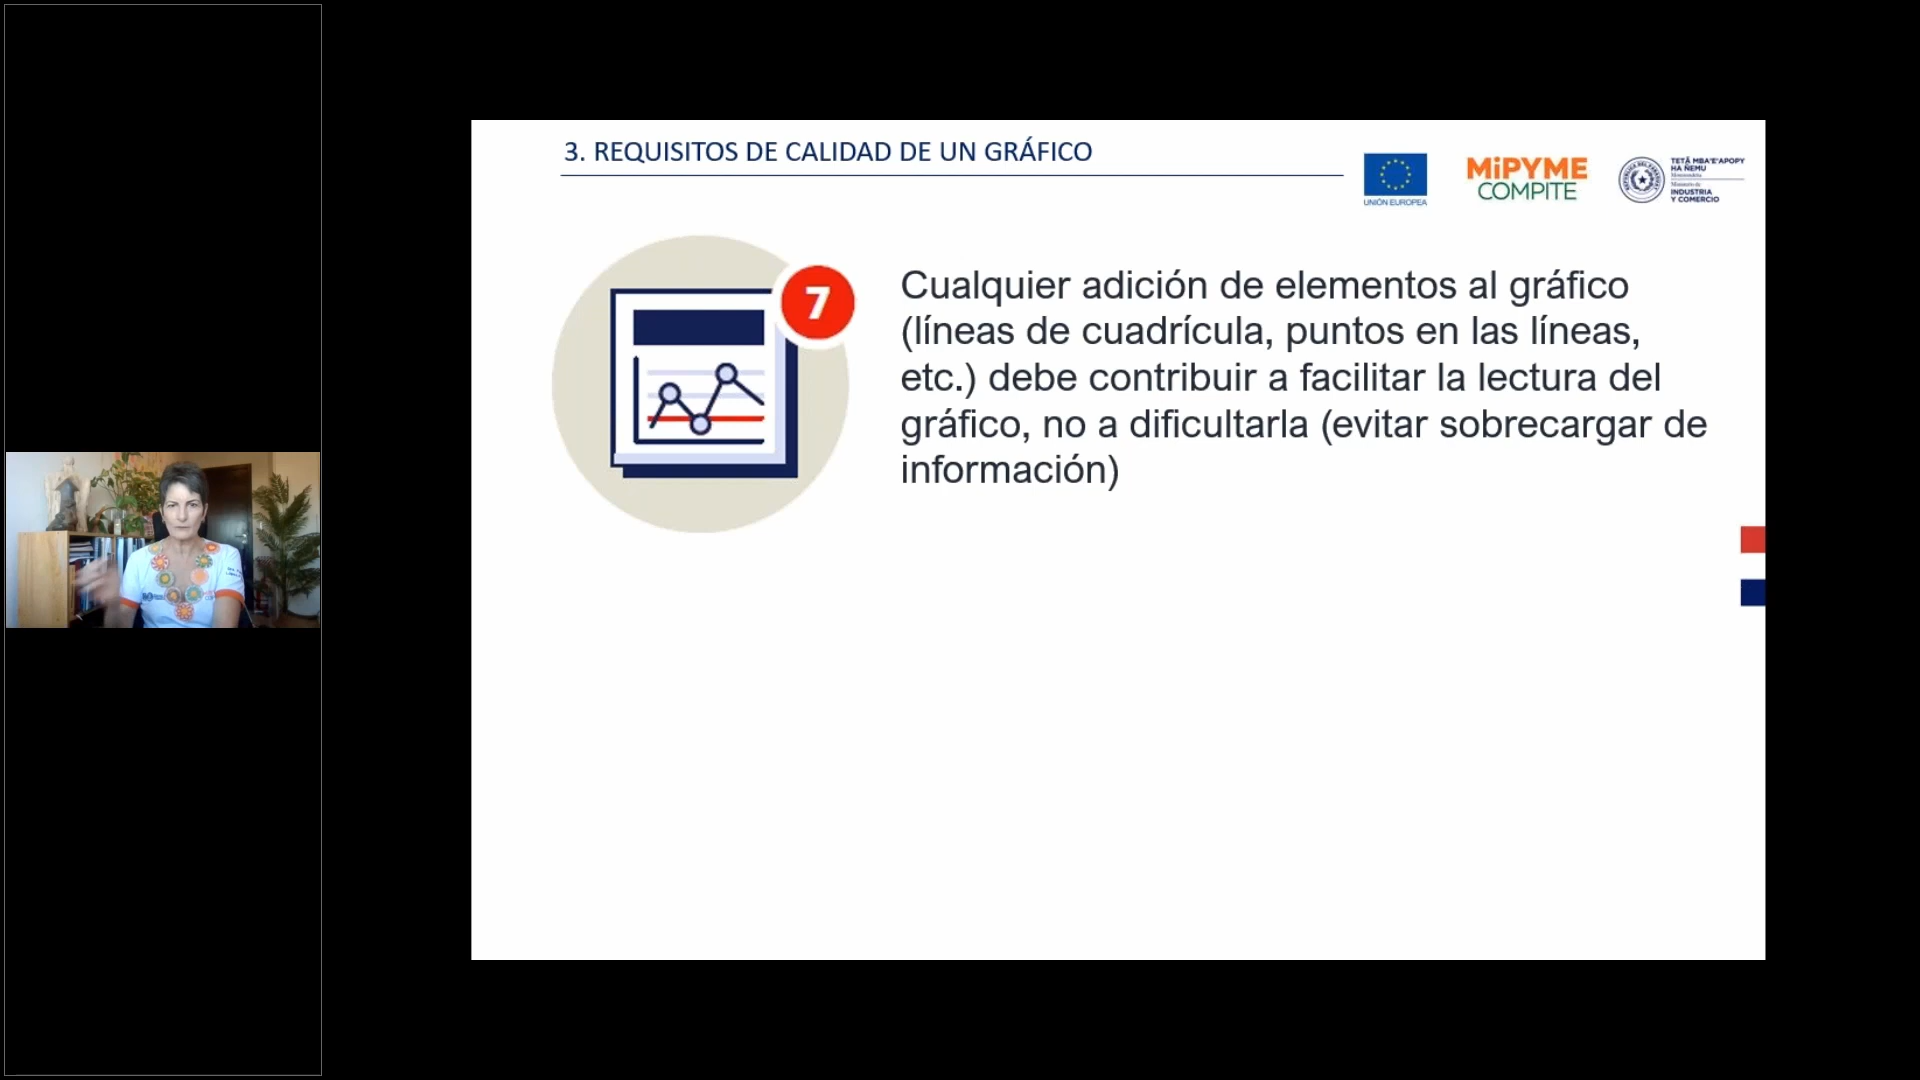 3. REQUISITOS DE CALIDAD DE UN GRÁFICO
UNIÓN EUROPEA
MiPYME
COMPITE
TETÃ MBA'E'APOPY
HA ÑEMU
Ministerio de
INDUSTRIA
Y COMERCIO
7
Cualquier adición de elementos al gráfico
(líneas de cuadrícula, puntos en las líneas,
etc.) debe contribuir a facilitar la lectura del
gráfico, no a dificultarla (evitar sobrecargar de
información)